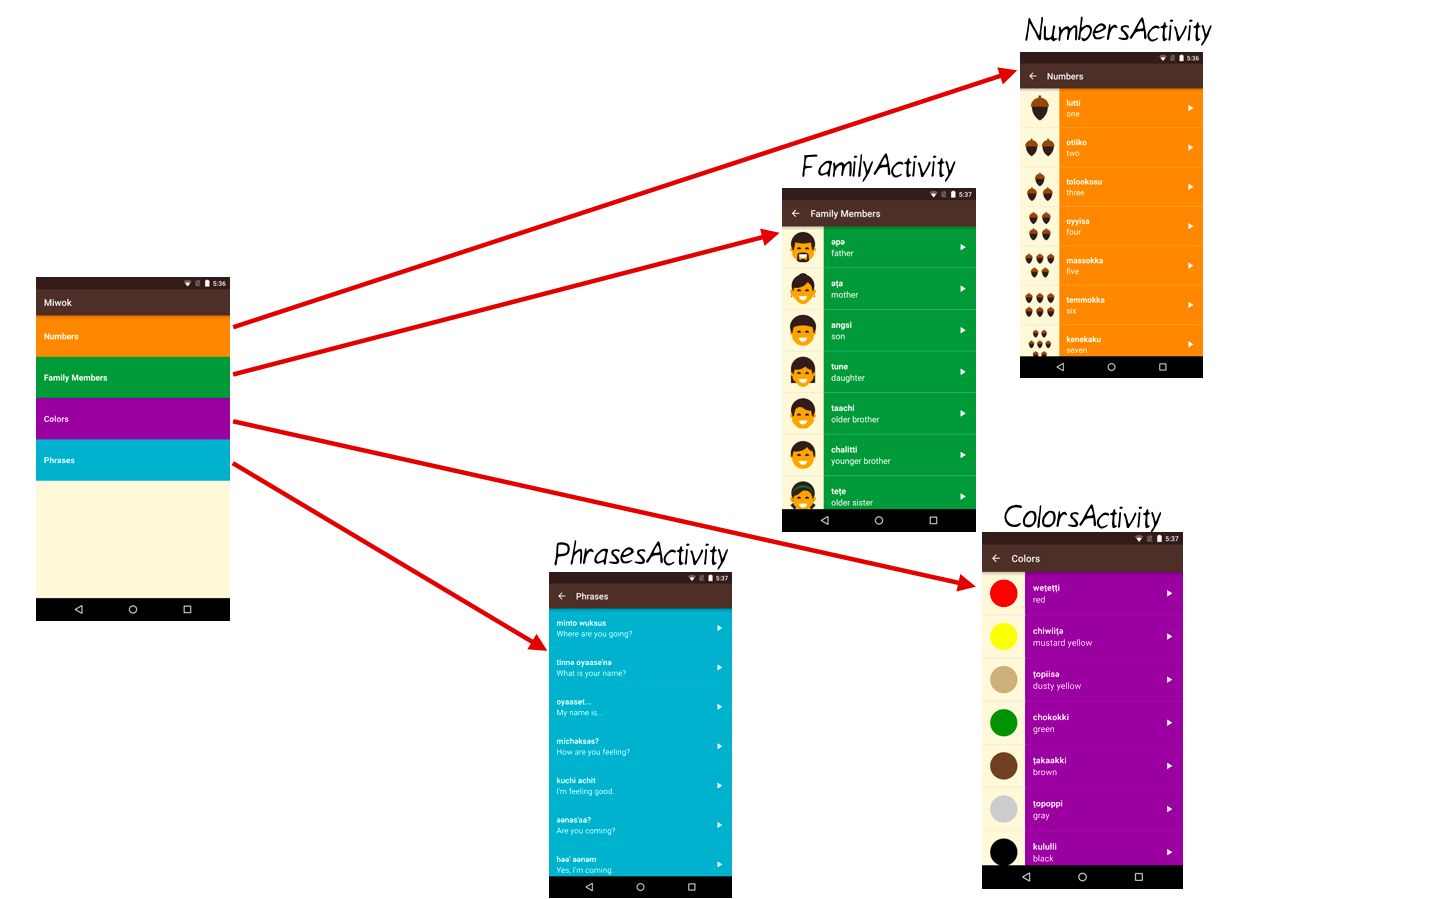 5:36
Miwok
Numbers
Family Members
Colors
Phrases
NumbersActivity
5:36
Numbers
lutti
one
otiiko
two
tolookosu
three
oyyisa
four
massokka
five
temmokka
six
kenekaku
seven
FamilyActivity
5:37
Family Members
әpә
father
әṭa
mother
angsi
son
tune
daughter
taachi
older brother
chalitti
younger brother
teṭe
older sister
ColorsActivity
5:37
Colors
weṭeṭṭi
red
chiwiiṭә
mustard yellow
ṭopiisә
dusty yellow
chokokki
green
ṭakaakki
brown
ṭopoppi
gray
kululli
black
PhrasesActivity
5:37
Phrases
minto wuksus
Where are you going?
tinnә oyaase'nә
What is your name?
oyaaset...
My name is...
michәksәs?
How are you feeling?
kuchi achit
I'm feeling good.
әәnәs'aa?
Are you coming?
hәә' әәnәm
Yes, I'm coming.